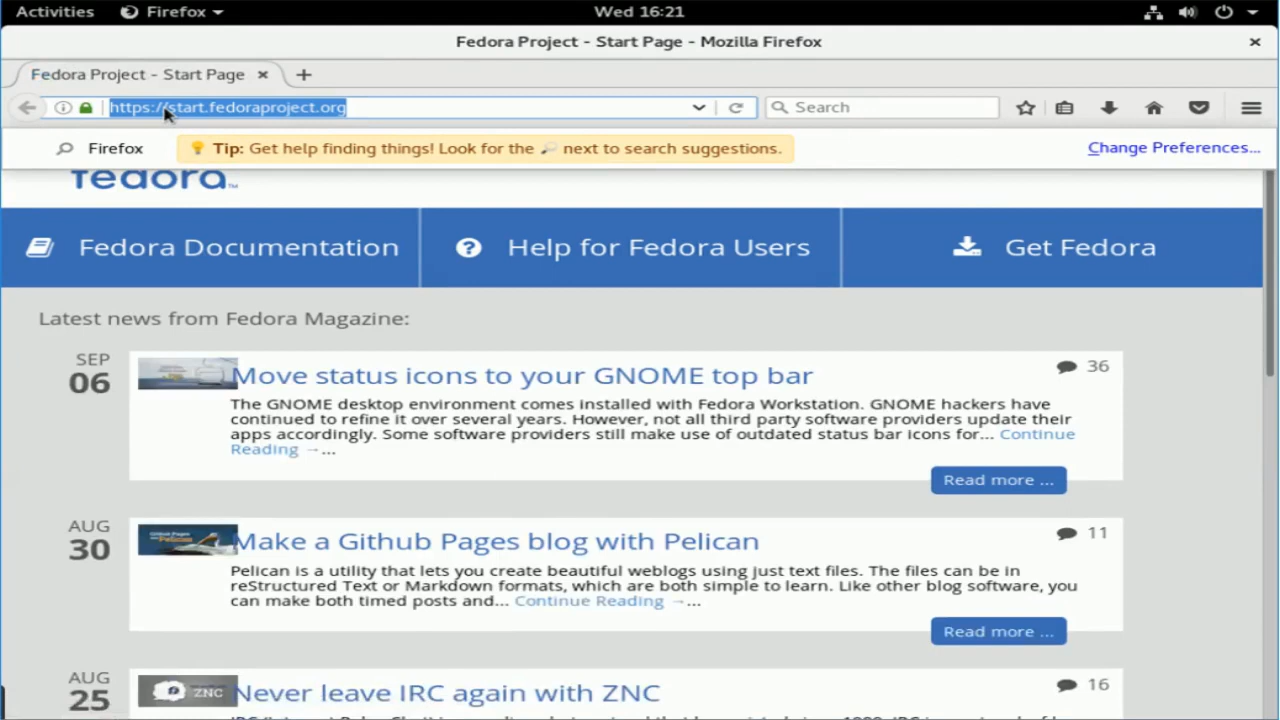 Activities Firefox Wed 16:21
Fedora Project - Start Page - Mozilla Firefox
Fedora Project - Start Page
https://start.fedoraproject.org Search
Firefox Tip: Get help finding things! Look for the next to search suggestions. Change Preferences...
fedora™
Fedora Documentation Help for Fedora Users Get Fedora
Latest news from Fedora Magazine:
SEP
06
Move status icons to your GNOME top bar 36
The GNOME desktop environment comes installed with Fedora Workstation. GNOME hackers have
continued to refine it over several years. However, not all third party software providers update their
apps accordingly. Some software providers still make use of outdated status bar icons for... Continue
Reading →...
Read more ...
AUG
30
Github Pages
Make a Github Pages blog with Pelican 11
Pelican is a utility that lets you create beautiful weblogs using just text files. The files can be in
reStructured Text or Markdown formats, which are both simple to learn. Like other blog software, you
can make both timed posts and... Continue Reading →...
Read more ...
AUG
25
ZNC
Never leave IRC again with ZNC 16